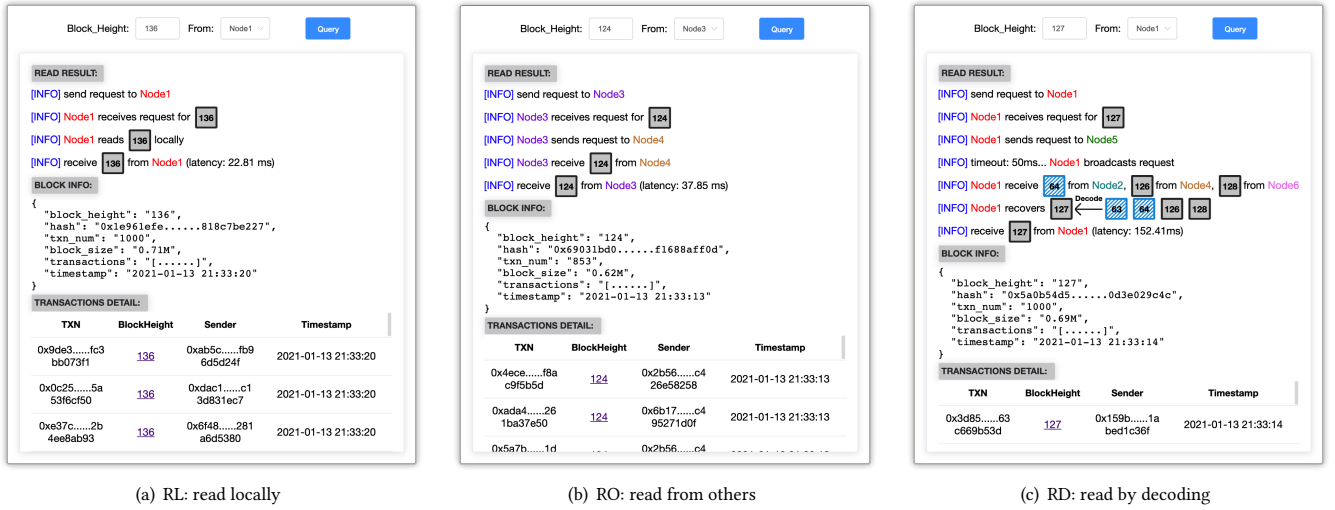 Block_Height: 136 From: Node1 Query
READ RESULT:
[INFO] send request to Node1
[INFO] Node1 receives request for 136
[INFO] Node1 reads 136 locally
[INFO] receive 136 from Node1 (latency: 22.81 ms)
BLOCK INFO:
{
"block_height": "136",
"hash": "0x1e961efe......818c7be227",
"txn_num": "1000",
"block_size": "0.71M",
"transactions": "[......]",
"timestamp": "2021-01-13 21:33:20"
}
TRANSACTIONS DETAIL:
TXN BlockHeight Sender Timestamp
0x9de3......fc3 136 0xab5c......fb9 2021-01-13 21:33:20
bb073f1 6d5d24f
0x0c25......5a 136 0xdac1......c1 2021-01-13 21:33:20
53f6cf50 3d831ec7
0xe37c......2b 136 0x6f48......281 2021-01-13 21:33:20
4ee8ab93 a6d5380
(a) RL: read locally
Block_Height: 124 From: Node3 Query
READ RESULT:
[INFO] send request to Node3
[INFO] Node3 receives request for 124
[INFO] Node3 sends request to Node4
[INFO] Node3 receive 124 from Node4
[INFO] receive 124 from Node3 (latency: 37.85 ms)
BLOCK INFO:
{
"block_height": "124",
"hash": "0x69031bd0......f1688aff0d",
"txn_num": "853",
"block_size": "0.62M",
"transactions": "[......]",
"timestamp": "2021-01-13 21:33:13"
}
TRANSACTIONS DETAIL:
TXN BlockHeight Sender Timestamp
0x4ece......f8a 124 0x2b56......c4 2021-01-13 21:33:13
c9f5b5d 26e58258
0xada4......26 124 0x6b17......c4 2021-01-13 21:33:13
1ba37e50 95271d0f
0x5a7b......1d 0x2b56......c4
(b) RO: read from others
Block_Height: 127 From: Node1 Query
READ RESULT:
[INFO] send request to Node1
[INFO] Node1 receives request for 127
[INFO] Node1 sends request to Node5
[INFO] timeout: 50ms... Node1 broadcasts request
[INFO] Node1 receive 64 from Node2, 126 from Node4, 128 from Node6
[INFO] Node1 recovers 127 Decode 63 64 126 128
[INFO] receive 127 from Node1 (latency: 152.41ms)
BLOCK INFO:
{
"block_height": "127",
"hash": "0x5a0b54d5......0d3e029c4c",
"txn_num": "1000",
"block_size": "0.69M",
"transactions": "[......]",
"timestamp": "2021-01-13 21:33:14"
}
TRANSACTIONS DETAIL:
TXN BlockHeight Sender Timestamp
0x3d85......63 127 0x159b......1a 2021-01-13 21:33:14
c669b53d bed1c36f
(c) RD: read by decoding